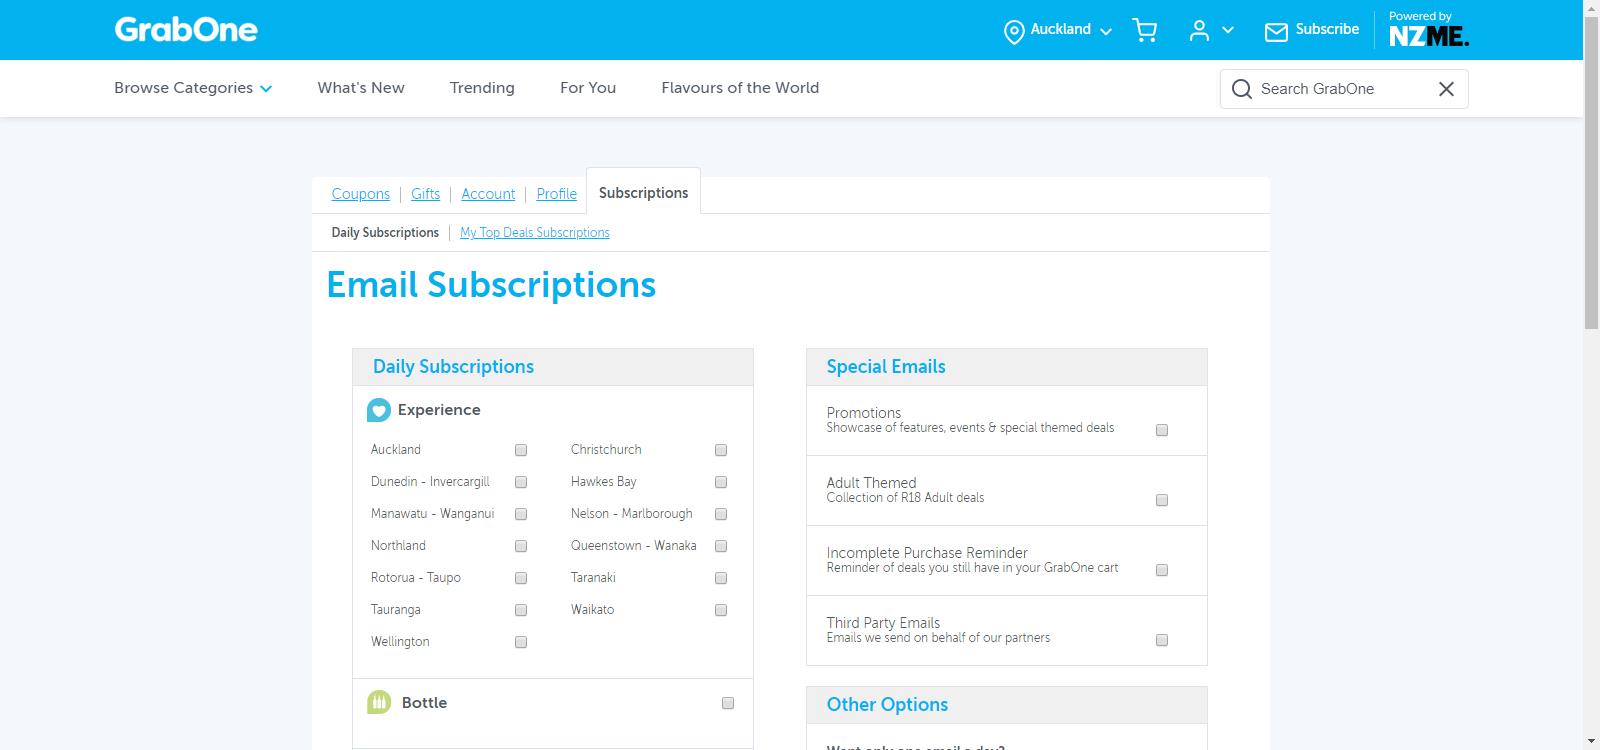 GrabOne
Auckland
Subscribe
Powered by
NZME.
Browse Categories
What's New
Trending
For You
Flavours of the World
Search GrabOne
Coupons
Gifts
Account
Profile
Subscriptions
Daily Subscriptions
My Top Deals Subscriptions
Email Subscriptions
Daily Subscriptions
Experience
Auckland
Christchurch
Dunedin - Invercargill
Hawkes Bay
Manawatu - Wanganui
Nelson - Marlborough
Northland
Queenstown - Wanaka
Rotorua - Taupo
Taranaki
Tauranga
Waikato
Wellington
Bottle
Special Emails
Promotions
Showcase of features, events & special themed deals
Adult Themed
Collection of R18 Adult deals
Incomplete Purchase Reminder
Reminder of deals you still have in your GrabOne cart
Third Party Emails
Emails we send on behalf of our partners
Other Options
Want only one email a day?